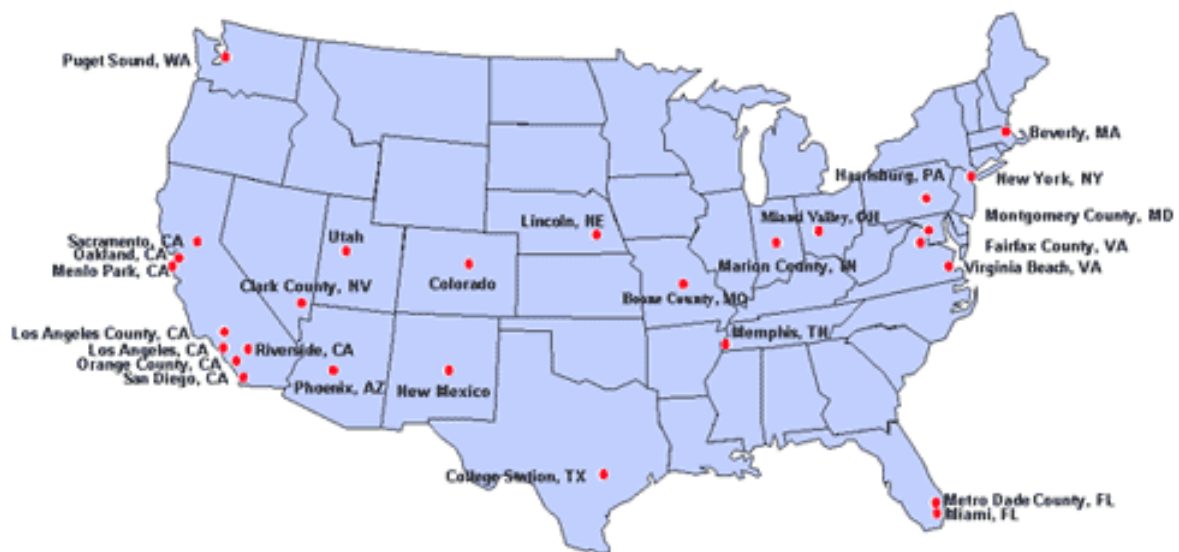 Puget Sound, WA
Beverly, MA
Harrisburg, PA
New York, NY
Lincoln, NE
Miami Valley, OH
Montgomery County, MD
Utah
Sacramento, CA
Oakland, CA
Menlo Park, CA
Fairfax County, VA
Marion County, IN
Virginia Beach, VA
Colorado
Clark County, NV
Boone County, MO
Los Angeles County, CA
Memphis, TN
Los Angeles, CA
Riverside, CA
Orange County, CA
San Diego, CA
Phoenix, AZ
New Mexico
College Station, TX
Metro Dade County, FL
Miami, FL